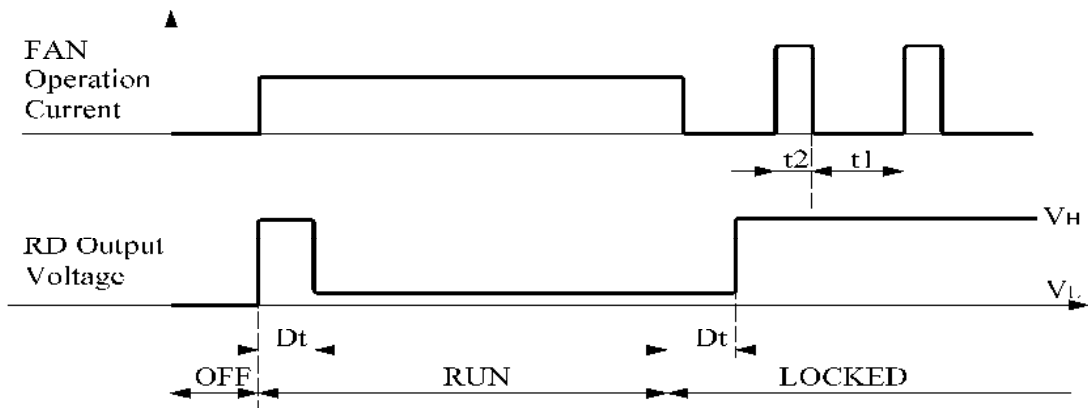 FAN
Operation
Current
t2
t1
RD Output
Voltage
VH
VL
Dt
Dt
OFF
RUN
LOCKED